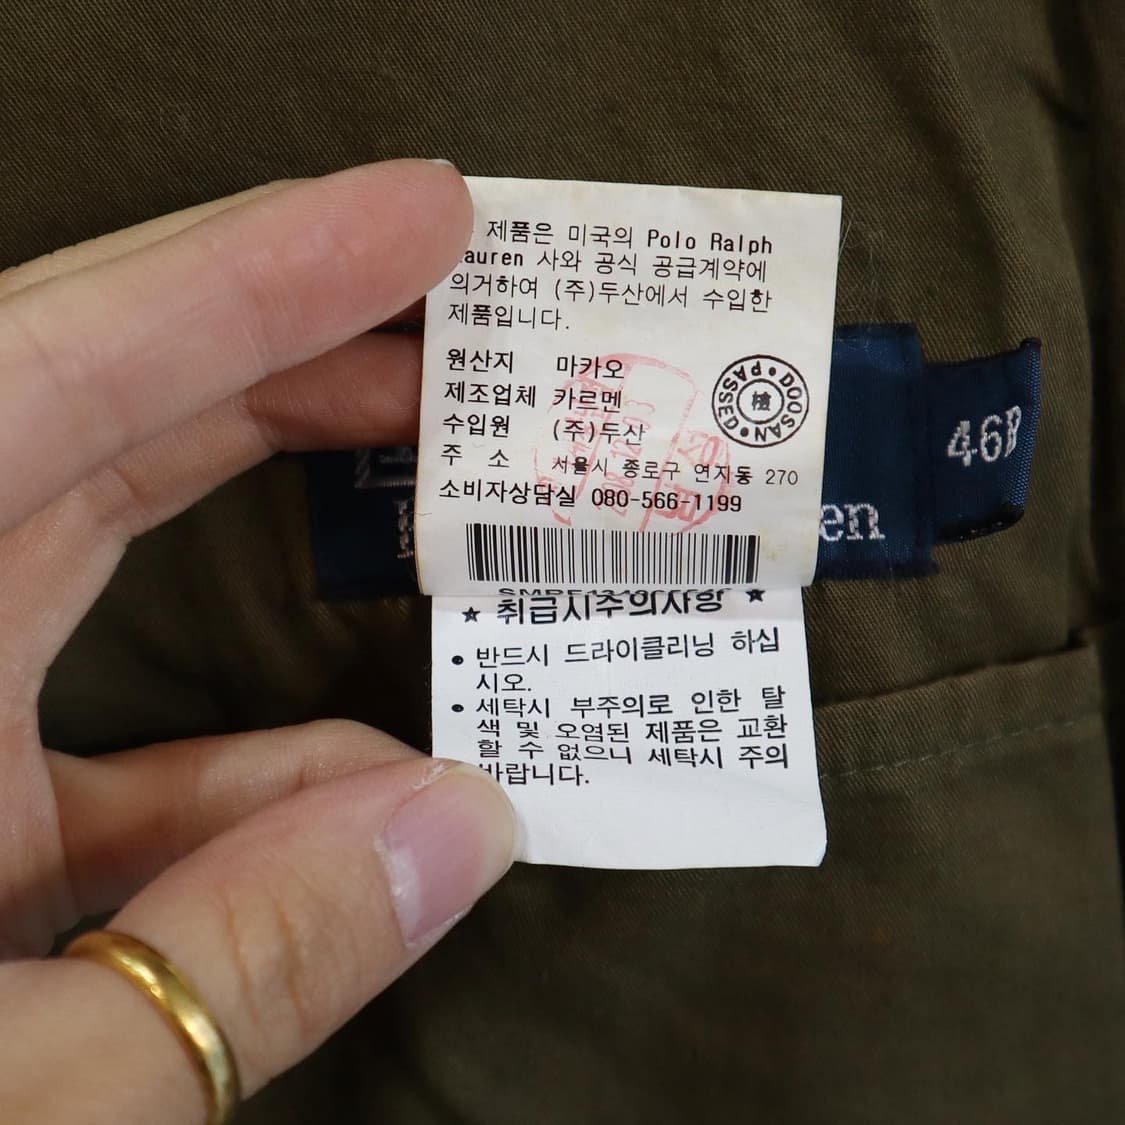 제품은 미국의 Polo Ralph
auren 사와 공식 공급계약에
의거하여 (주)두산에서 수입한
제품입니다.
원산지 마카오
제조업체 카르멘
수입원 (주)두산
주 소 서울시 종로구 연지동 270
소비자상담실 080-566-1199
DOOSAN • PASSED •
檢
★ 취급시주의사항 ★
• 반드시 드라이클리닝 하십
시오.
• 세탁시 부주의로 인한 탈
색 및 오염된 제품은 교환
할 수 없으니 세탁시 주의
바랍니다.
en
46R